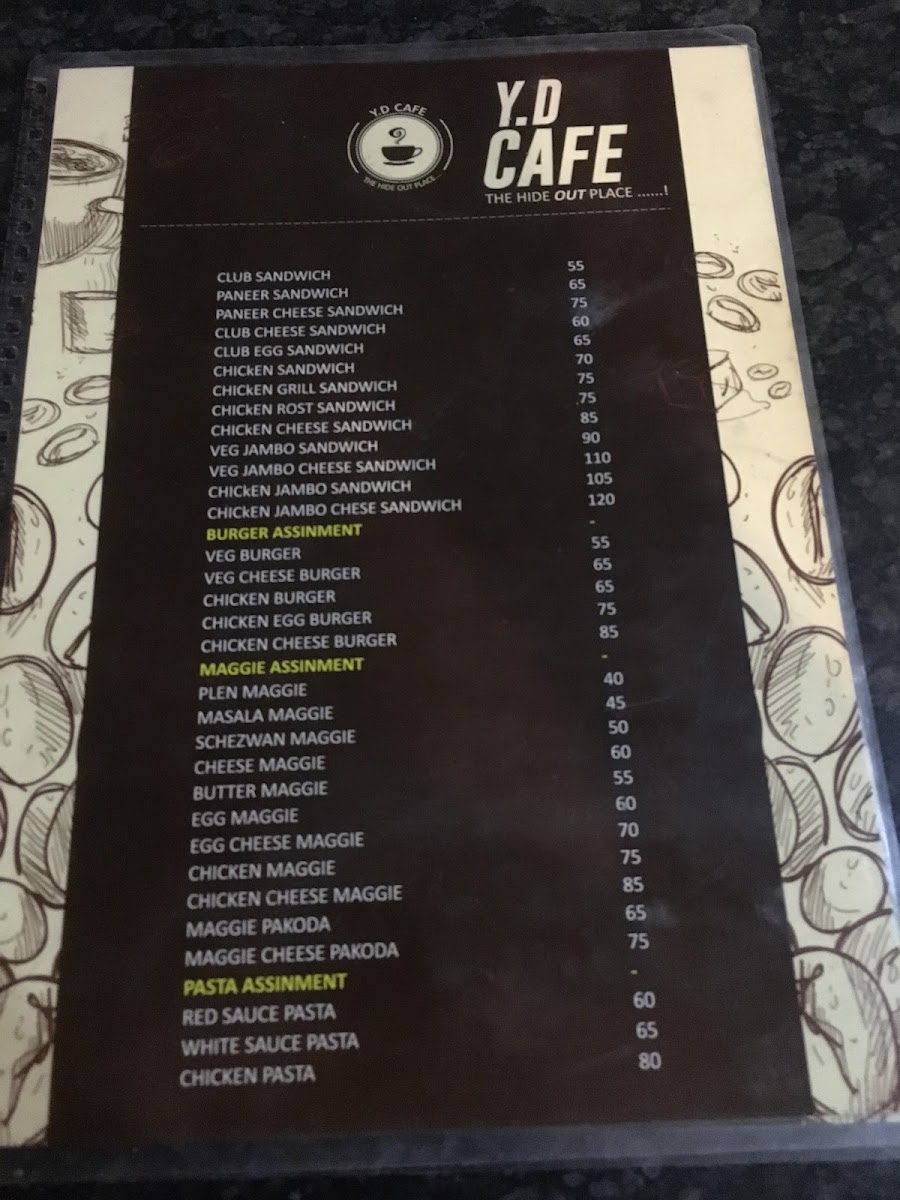 Y.D CAFE
THE HIDE OUT PLACE...
Y.D
CAFE
THE HIDE OUT PLACE ......!
CLUB SANDWICH 55
PANEER SANDWICH 65
PANEER CHEESE SANDWICH 75
CLUB CHEESE SANDWICH 60
CLUB EGG SANDWICH 65
CHICkEN SANDWICH 70
CHICkEN GRILL SANDWICH 75
CHICkEN ROST SANDWICH .75
CHICkEN CHEESE SANDWICH 85
VEG JAMBO SANDWICH 90
VEG JAMBO CHEESE SANDWICH 110
CHICkEN JAMBO SANDWICH 105
CHICkEN JAMBO CHESE SANDWICH 120
BURGER ASSINMENT -
VEG BURGER 55
VEG CHEESE BURGER 65
CHICKEN BURGER 65
CHICKEN EGG BURGER 75
CHICKEN CHEESE BURGER 85
MAGGIE ASSINMENT -
PLEN MAGGIE 40
MASALA MAGGIE 45
SCHEZWAN MAGGIE 50
CHEESE MAGGIE 60
BUTTER MAGGIE 55
EGG MAGGIE 60
EGG CHEESE MAGGIE 70
CHICKEN MAGGIE 75
CHICKEN CHEESE MAGGIE 85
MAGGIE PAKODA 65
MAGGIE CHEESE PAKODA 75
PASTA ASSINMENT -
RED SAUCE PASTA 60
WHITE SAUCE PASTA 65
CHICKEN PASTA 80